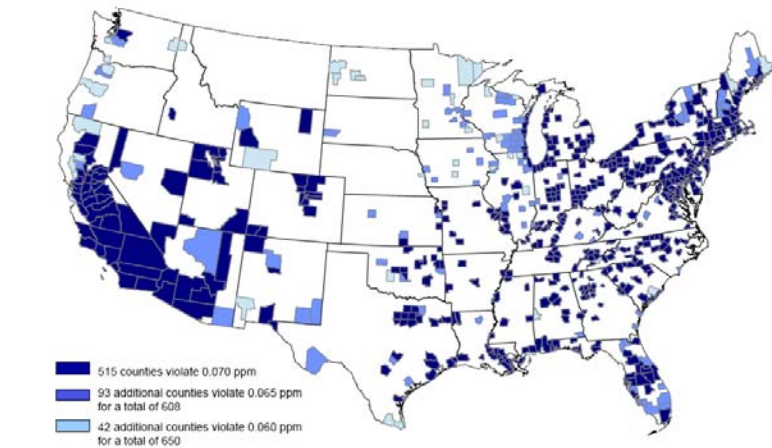 515 counties violate 0.070 ppm
93 additional counties violate 0.065 ppm
for a total of 608
42 additional counties violate 0.060 ppm
for a total of 650